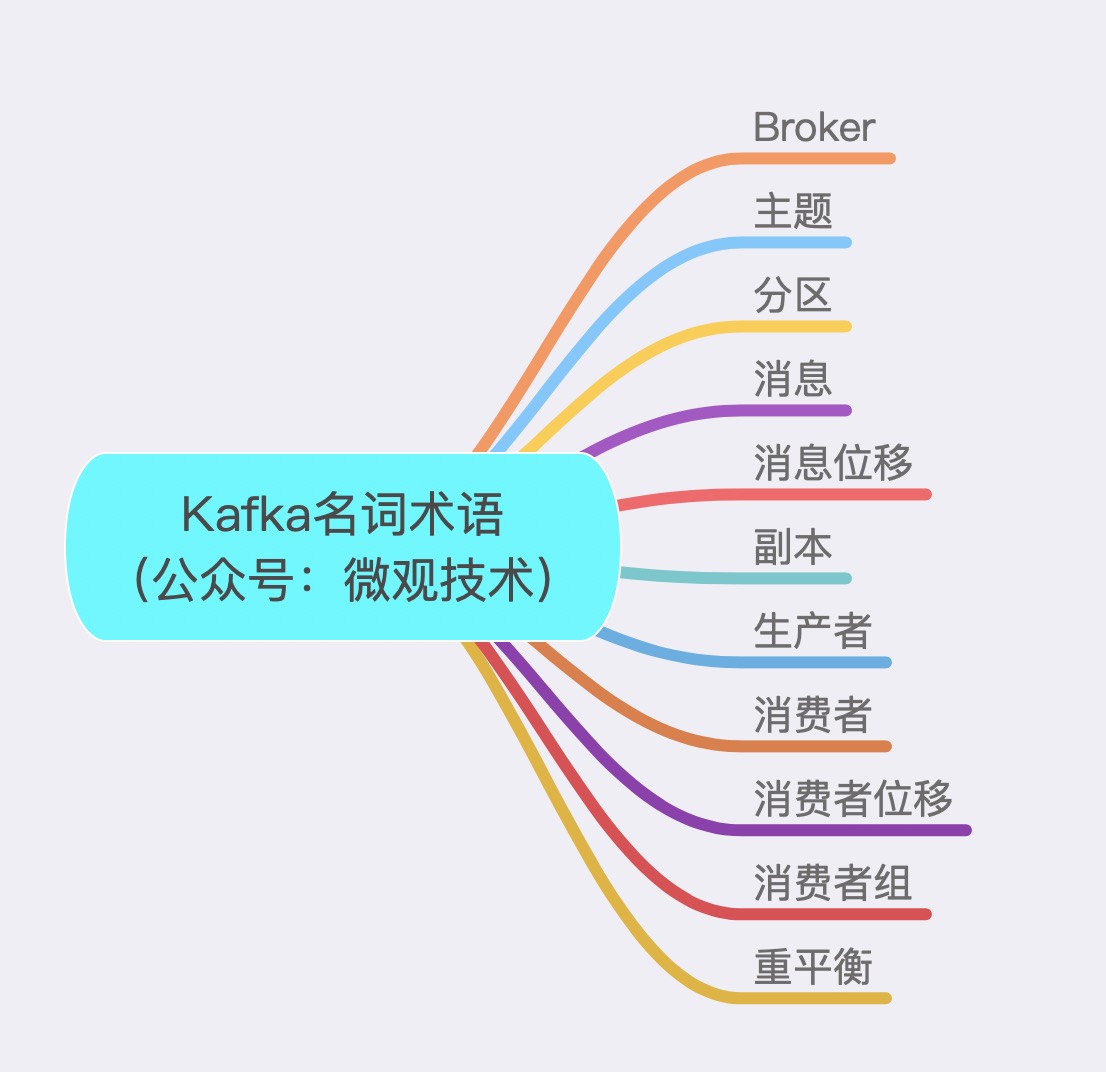 Broker
主题
分区
消息
消息位移
Kafka名词术语
（公众号：微观技术）
副本
生产者
消费者
消费者位移
消费者组
重平衡